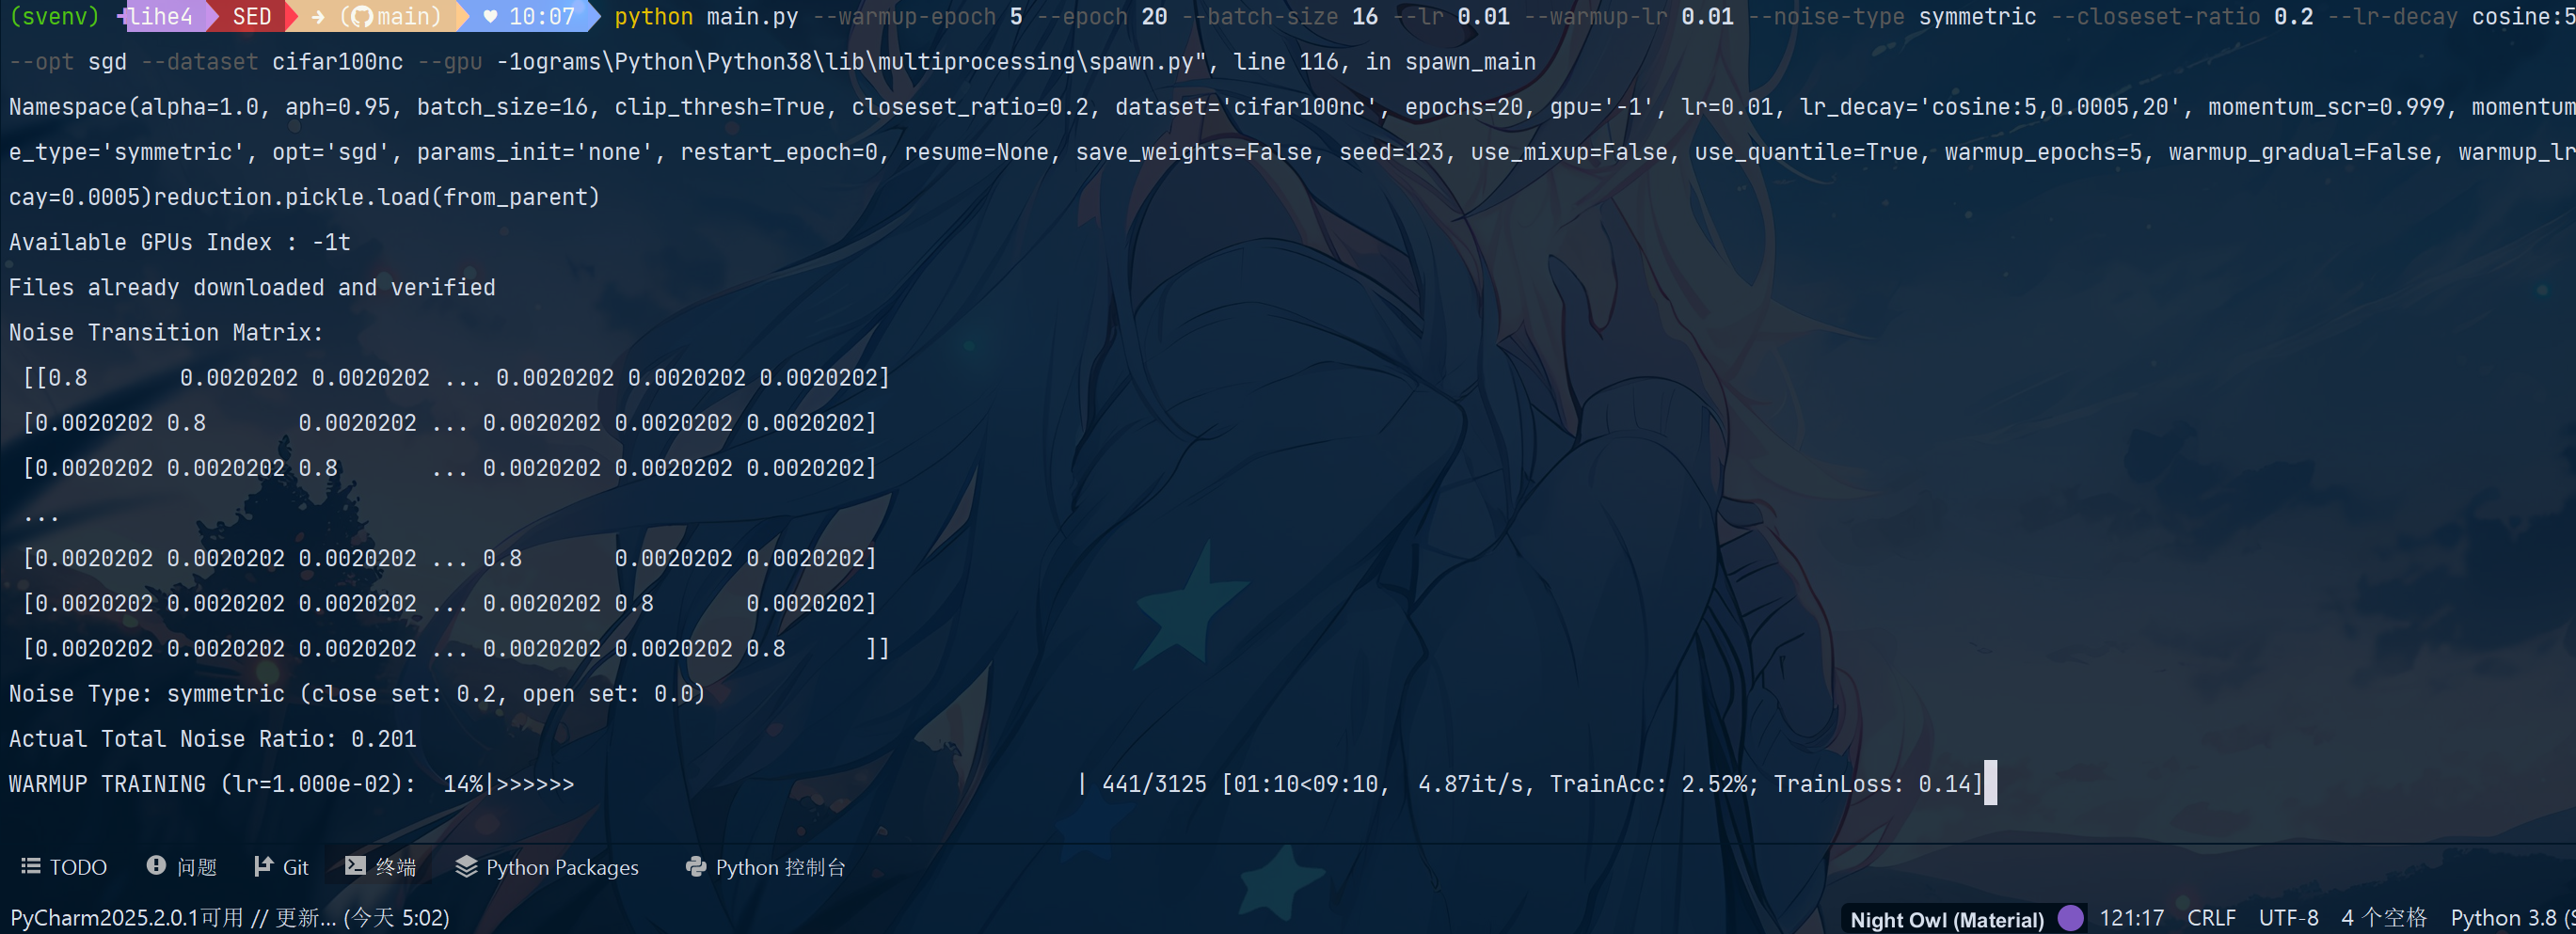 (svenv) lihe4 SED → (main) ♥ 10:07 python main.py --warmup-epoch 5 --epoch 20 --batch-size 16 --lr 0.01 --warmup-lr 0.01 --noise-type symmetric --closeset-ratio 0.2 --lr-decay cosine:5
--opt sgd --dataset cifar100nc --gpu -1ograms\Python\Python38\lib\multiprocessing\spawn.py", line 116, in spawn_main
Namespace(alpha=1.0, aph=0.95, batch_size=16, clip_thresh=True, closeset_ratio=0.2, dataset='cifar100nc', epochs=20, gpu='-1', lr=0.01, lr_decay='cosine:5,0.0005,20', momentum_scr=0.999, momentum
e_type='symmetric', opt='sgd', params_init='none', restart_epoch=0, resume=None, save_weights=False, seed=123, use_mixup=False, use_quantile=True, warmup_epochs=5, warmup_gradual=False, warmup_lr
cay=0.0005)reduction.pickle.load(from_parent)
Available GPUs Index : -1t
Files already downloaded and verified
Noise Transition Matrix:
[[0.8       0.0020202 0.0020202 ... 0.0020202 0.0020202 0.0020202]
[0.0020202 0.8       0.0020202 ... 0.0020202 0.0020202 0.0020202]
[0.0020202 0.0020202 0.8       ... 0.0020202 0.0020202 0.0020202]
...
[0.0020202 0.0020202 0.0020202 ... 0.8       0.0020202 0.0020202]
[0.0020202 0.0020202 0.0020202 ... 0.0020202 0.8       0.0020202]
[0.0020202 0.0020202 0.0020202 ... 0.0020202 0.0020202 0.8      ]]
Noise Type: symmetric (close set: 0.2, open set: 0.0)
Actual Total Noise Ratio: 0.201
WARMUP TRAINING (lr=1.000e-02):  14%|>>>>>> | 441/3125 [01:10<09:10,  4.87it/s, TrainAcc: 2.52%; TrainLoss: 0.14]
TODO 问题 Git 终端 Python Packages Python 控制台
PyCharm2025.2.0.1可用 // 更新... (今天 5:02) Night Owl (Material) 121:17 CRLF UTF-8 4 个空格 Python 3.8 (S